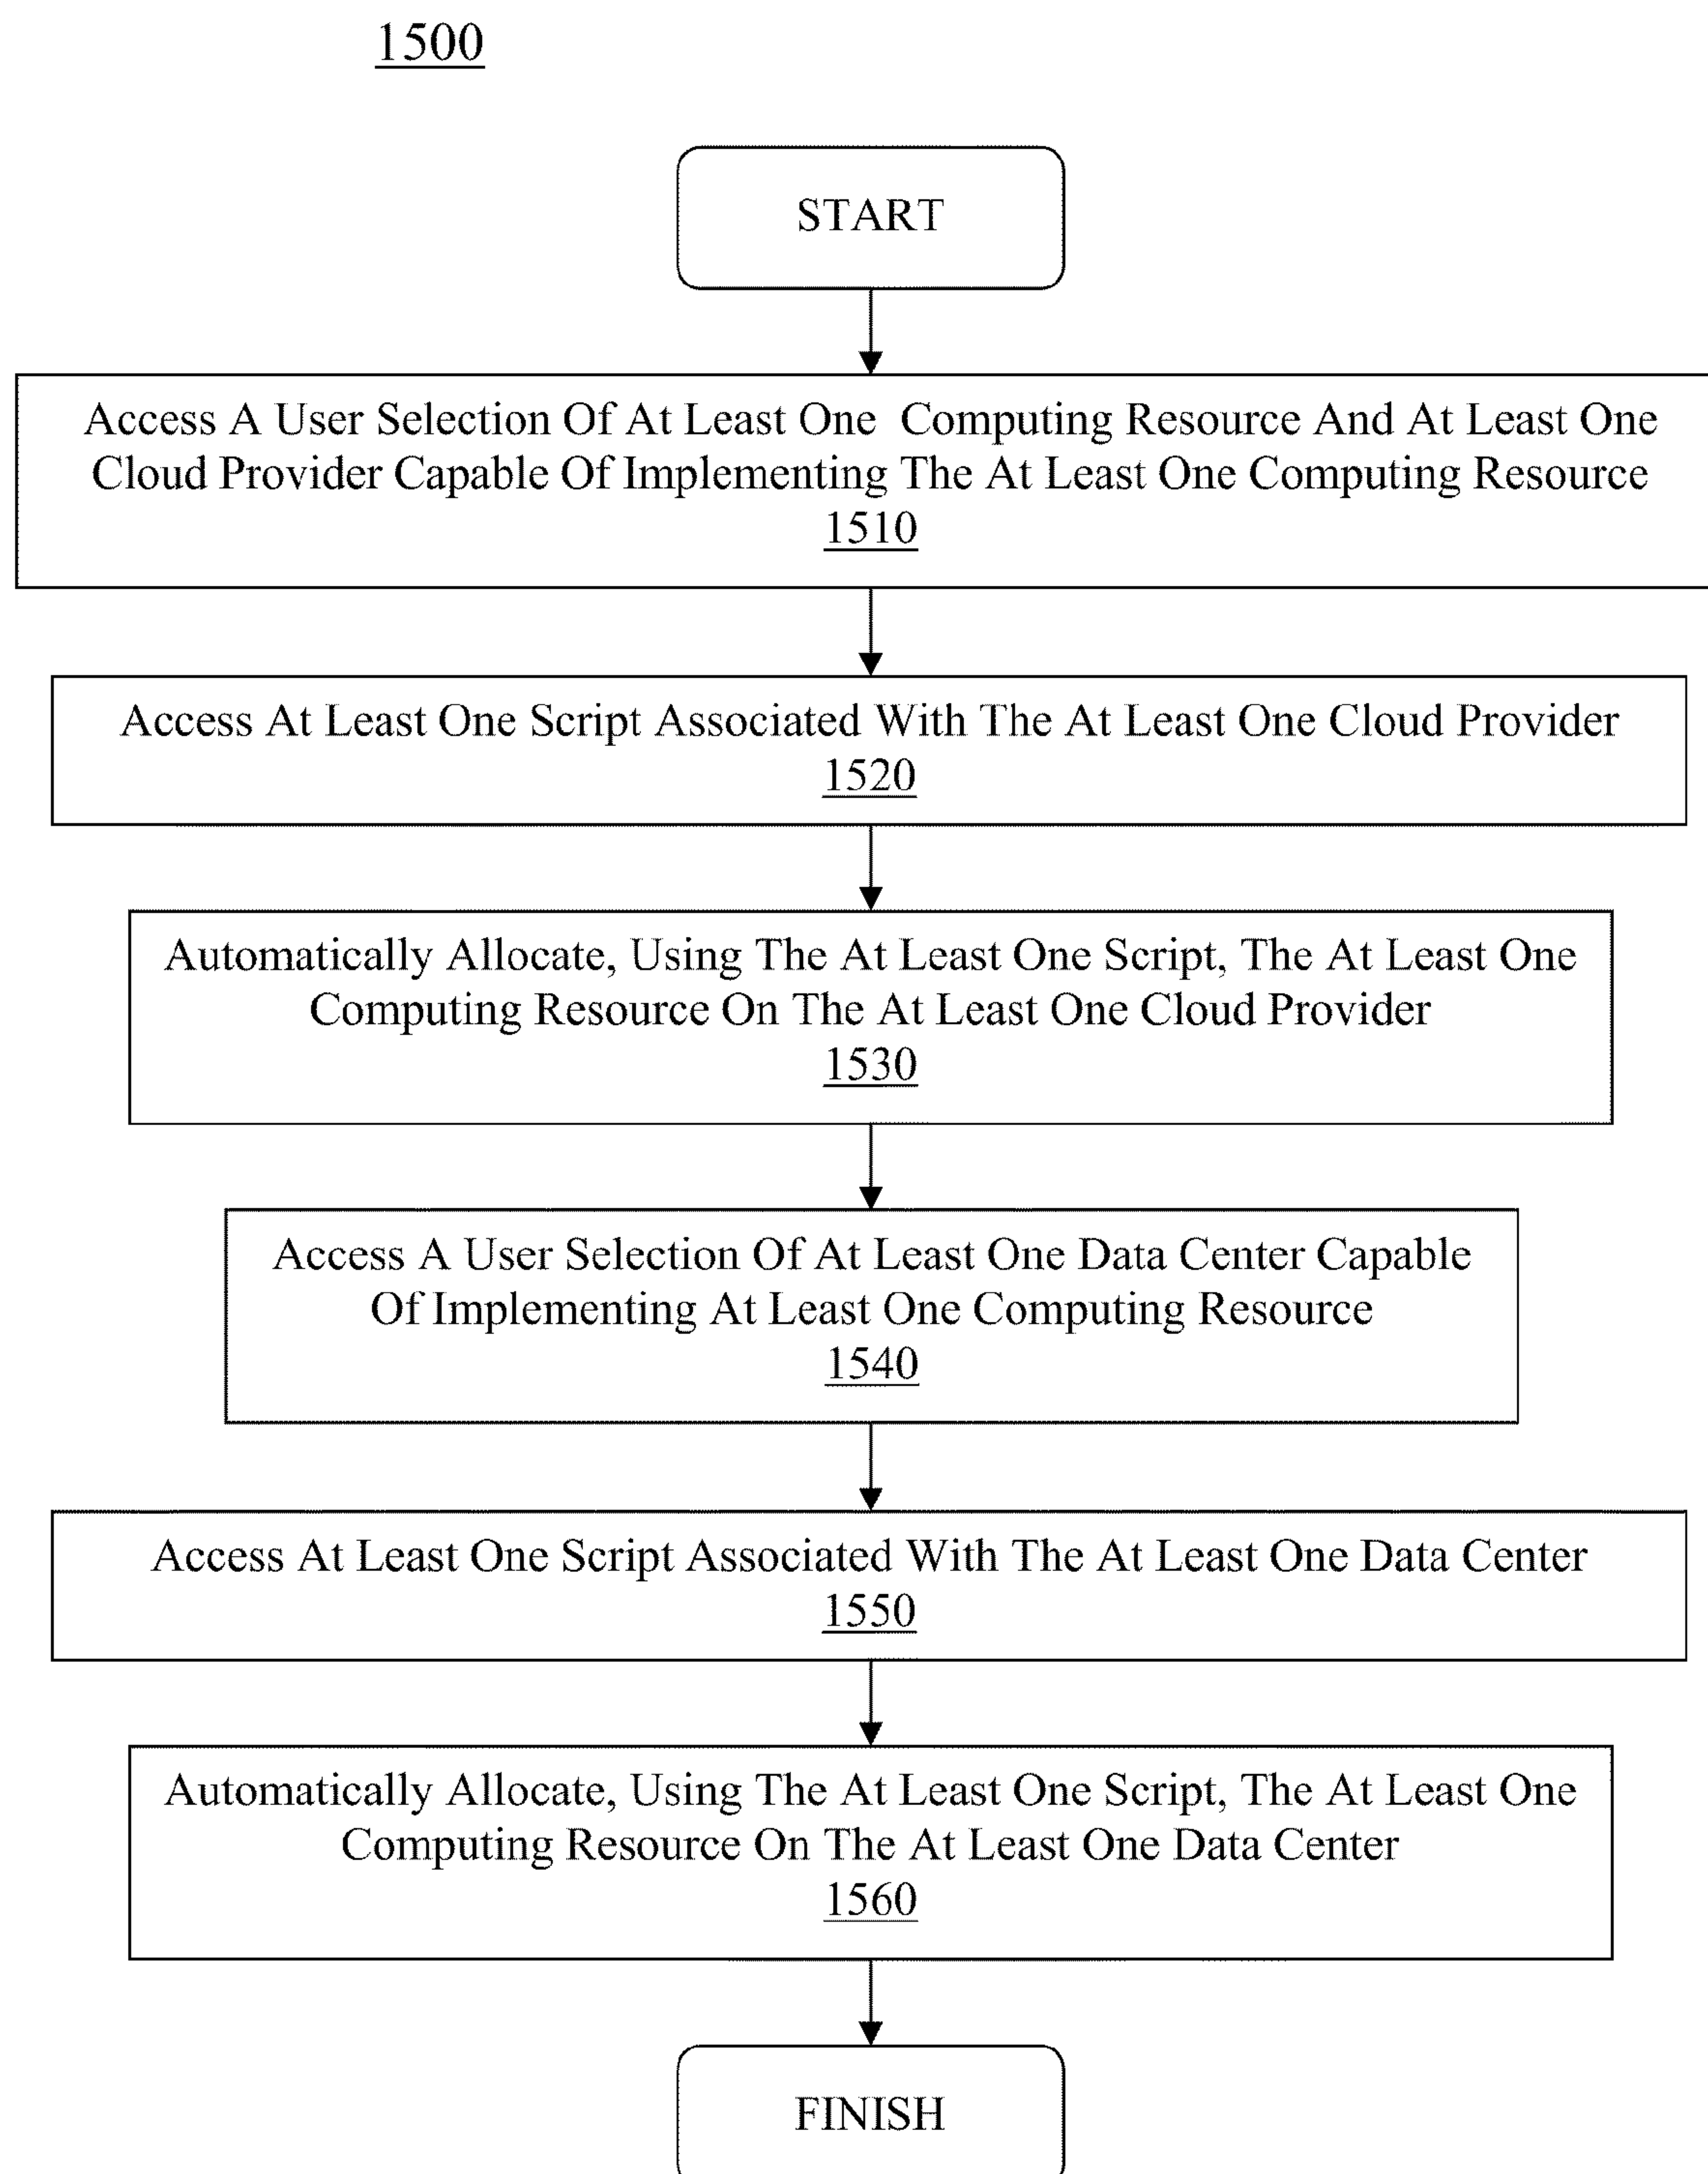 1500
START
Access A User Selection Of At Least One Computing Resource And At Least One
Cloud Provider Capable Of Implementing The At Least One Computing Resource
1510
Access At Least One Script Associated With The At Least One Cloud Provider
1520
Automatically Allocate, Using The At Least One Script, The At Least One
Computing Resource On The At Least One Cloud Provider
1530
Access A User Selection Of At Least One Data Center Capable
Of Implementing At Least One Computing Resource
1540
Access At Least One Script Associated With The At Least One Data Center
1550
Automatically Allocate, Using The At Least One Script, The At Least One
Computing Resource On The At Least One Data Center
1560
FINISH